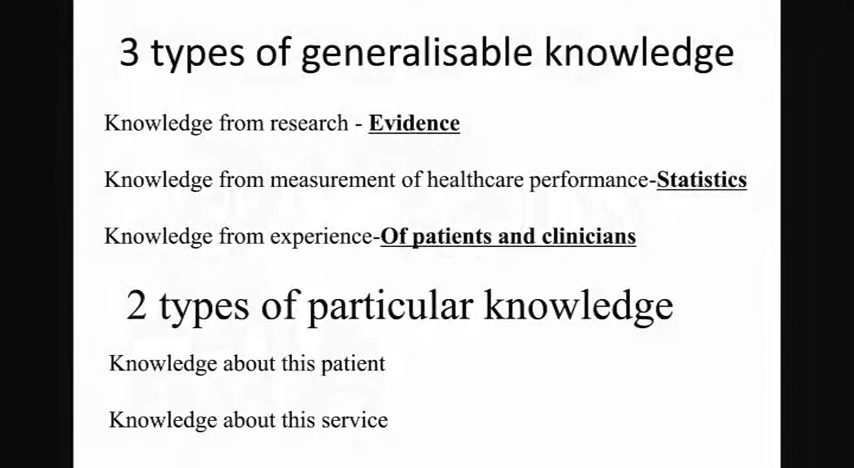 3 types of generalisable knowledge
Knowledge from research - Evidence
Knowledge from measurement of healthcare performance-Statistics
Knowledge from experience-Of patients and clinicians
2 types of particular knowledge
Knowledge about this patient
Knowledge about this service